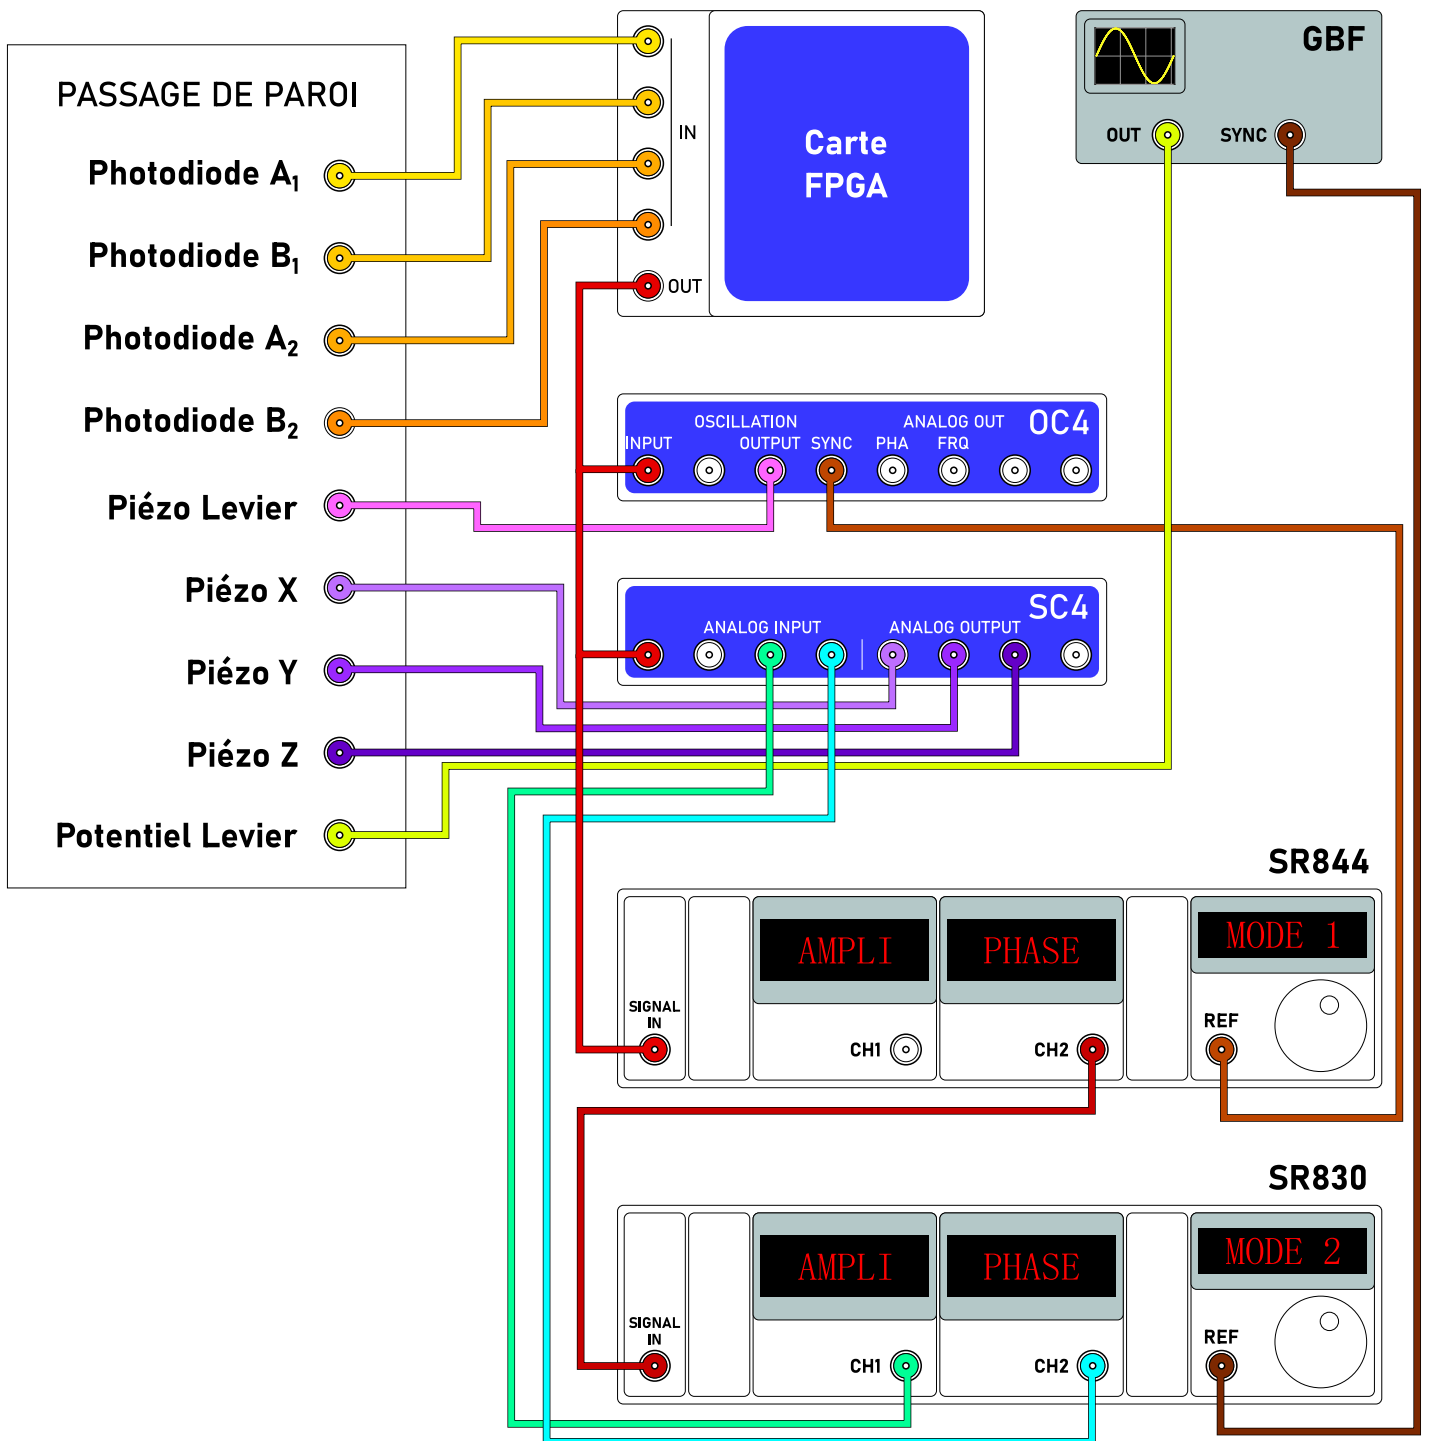 PASSAGE DE PAROI
Photodiode A₁
Photodiode B₁
Photodiode A₂
Photodiode B₂
Piézo Levier
Piézo X
Piézo Y
Piézo Z
Potentiel Levier
IN
OUT
Carte
FPGA
GBF
OUT
SYNC
OC4
OSCILLATION
ANALOG OUT
INPUT
OUTPUT
SYNC
PHA
FRQ
SC4
ANALOG INPUT
ANALOG OUTPUT
SR844
AMPLI
PHASE
MODE 1
SIGNAL
IN
CH1
CH2
REF
SR830
AMPLI
PHASE
MODE 2
SIGNAL
IN
CH1
CH2
REF